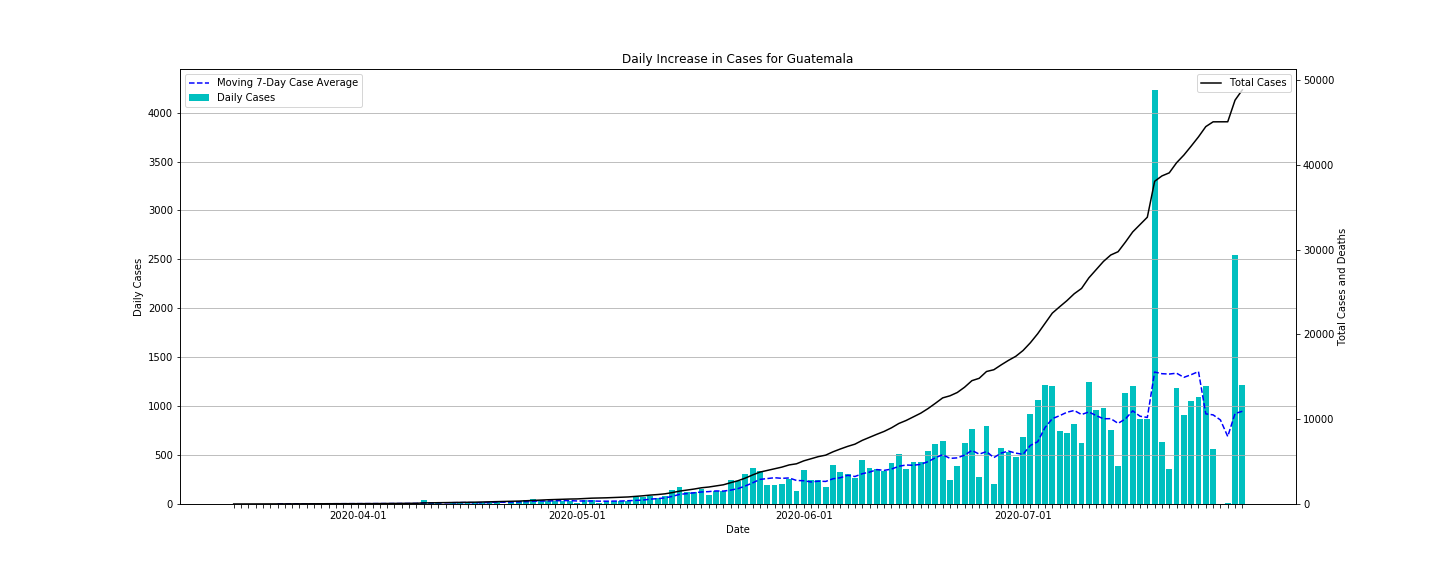 Daily Increase in Cases for Guatemala
Moving 7-Day Case Average
Daily Cases
Total Cases
Daily Cases
4000
3500
3000
2500
2000
1500
1000
500
0
50000
40000
30000
20000
10000
0
Total Cases and Deaths
2020-04-01
2020-05-01
2020-06-01
2020-07-01
Date